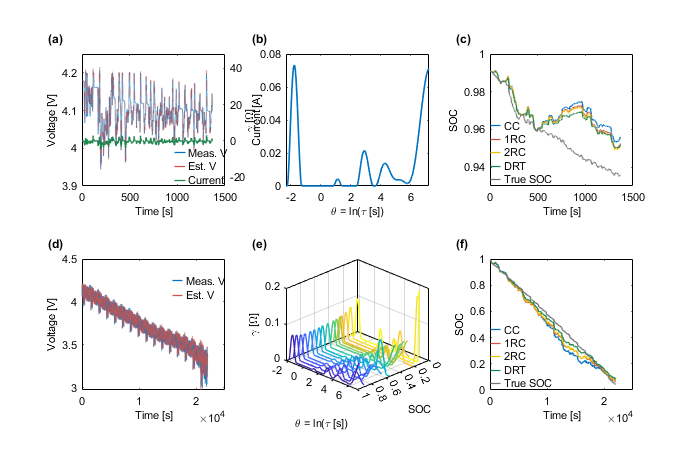 (a)
4.2
4.1
4
3.9
Voltage [V]
40
20
0
-20
Current [A]
Meas. V
Est. V
Current
0
500
1000
1500
Time [s]
(b)
0.08
0.06
0.04
0.02
0
γ [Ω]
-2
0
2
4
6
θ = ln(τ [s])
(c)
1
0.98
0.96
0.94
SOC
CC
1RC
2RC
DRT
True SOC
0
500
1000
1500
Time [s]
(d)
4.5
4
3.5
3
Voltage [V]
Meas. V
Est. V
0
1
2
×10⁴
Time [s]
(e)
0.2
0.1
0
γ [Ω]
-2
0
2
4
6
θ = ln(τ [s])
1
0.8
0.6
0.4
0.2
0
SOC
(f)
1
0.8
0.6
0.4
0.2
0
SOC
CC
1RC
2RC
DRT
True SOC
0
1
2
×10⁴
Time [s]